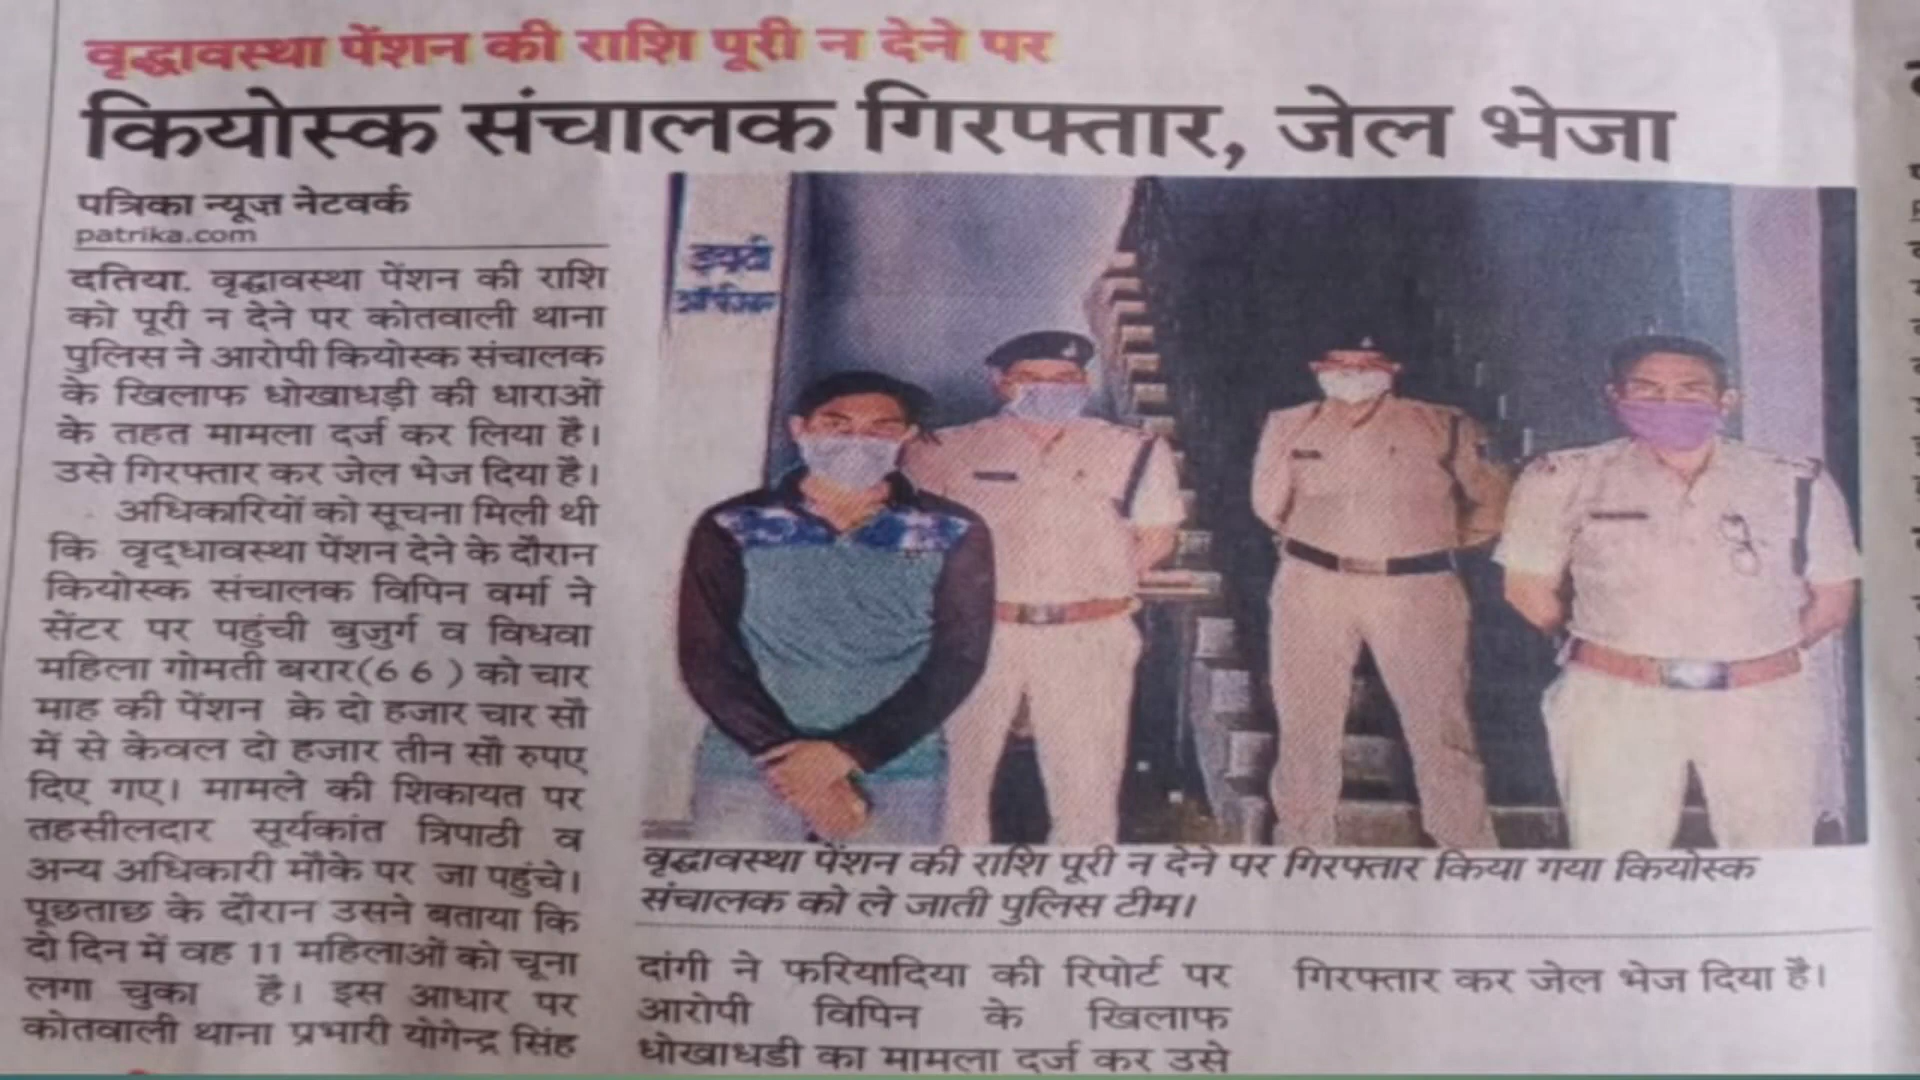 वृद्धावस्था पेंशन की राशि पूरी न देने पर
कियोस्क संचालक गिरफ्तार, जेल भेजा
पत्रिका न्यूज नेटवर्क
patrika.com
दतिया. वृद्धावस्था पेंशन की राशि
को पूरी न देने पर कोतवाली थाना
पुलिस ने आरोपी कियोस्क संचालक
के खिलाफ धोखाधड़ी की धाराओं
के तहत मामला दर्ज कर लिया है।
उसे गिरफ्तार कर जेल भेज दिया है।
अधिकारियों को सूचना मिली थी
कि वृद्धावस्था पेंशन देने के दौरान
कियोस्क संचालक विपिन वर्मा ने
सेंटर पर पहुंची बुजुर्ग व विधवा
महिला गोमती बरार(66) को चार
माह की पेंशन के दो हजार चार सौ
में से केवल दो हजार तीन सौ रुपए
दिए गए। मामले की शिकायत पर
तहसीलदार सूर्यकांत त्रिपाठी व
अन्य अधिकारी मौके पर जा पहुंचे।
पूछताछ के दौरान उसने बताया कि
दो दिन में वह 11 महिलाओं को चूना
लगा चुका है। इस आधार पर
कोतवाली थाना प्रभारी योगेन्द्र सिंह
वृद्धावस्था पेंशन की राशि पूरी न देने पर गिरफ्तार किया गया कियोस्क
संचालक को ले जाती पुलिस टीम।
दांगी ने फरियादिया की रिपोर्ट पर
आरोपी विपिन के खिलाफ
धोखाधडी का मामला दर्ज कर उसे
गिरफ्तार कर जेल भेज दिया है।